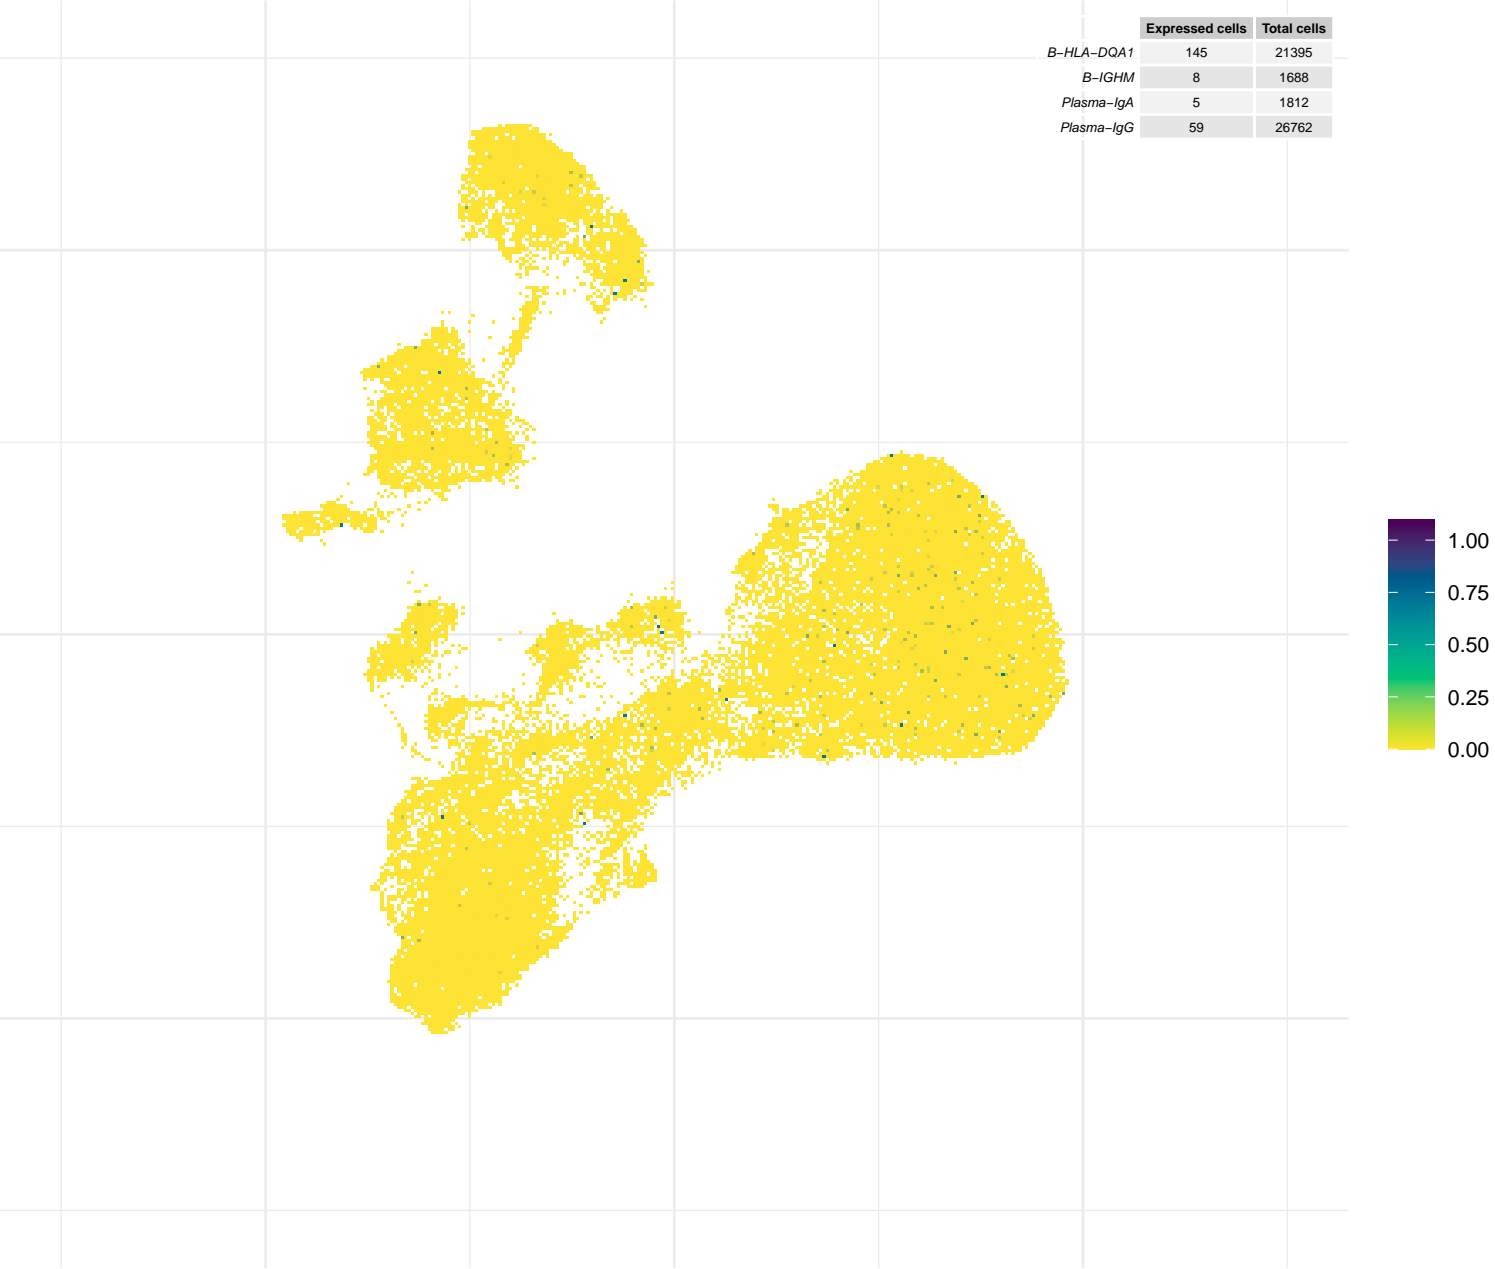 Expressed cells Total cells
B−HLA−DQA1 145 21395
B−IGHM 8 1688
Plasma−IgA 5 1812
Plasma−IgG 59 26762
1.00
0.75
0.50
0.25
0.00